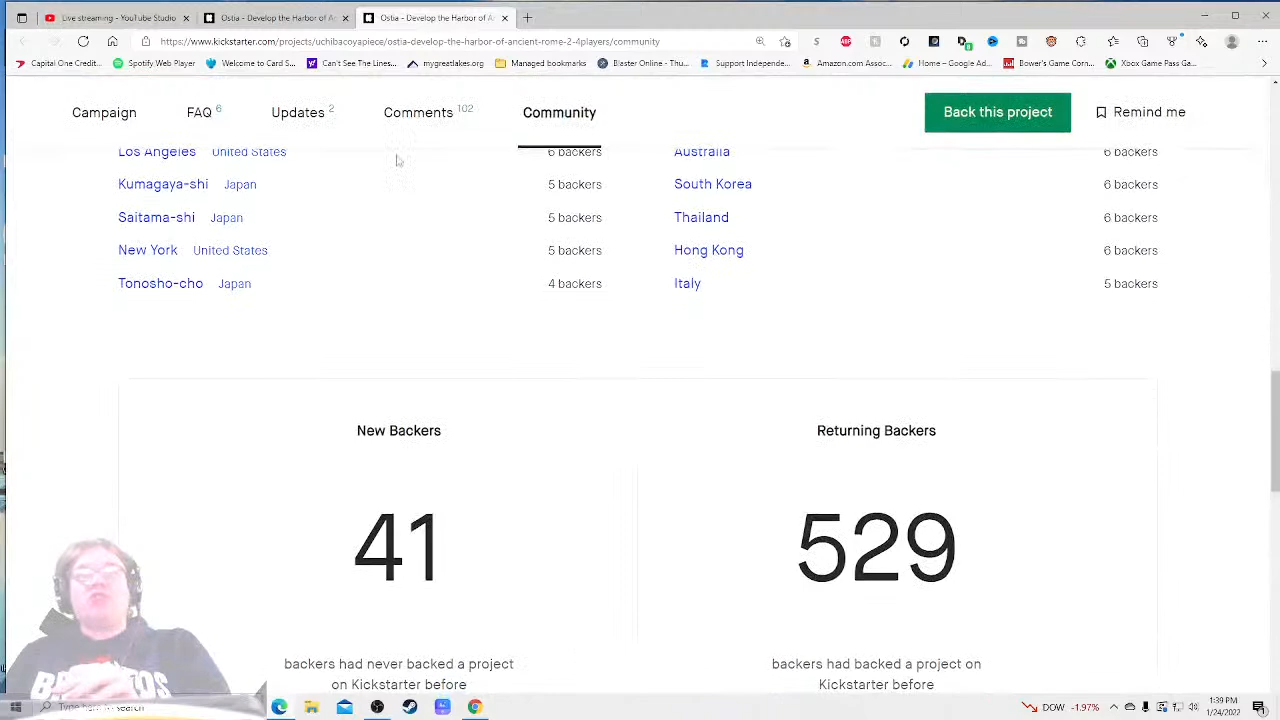 Live streaming - YouTube Studio
Ostia - Develop the Harbor of A
Ostia - Develop the Harbor of A
https://www.kickstarter.com/projects/uchibacoyapiece/ostia-develop-the-harbor-of-ancient-rome-2-4players/community
Capital One Credit...
Spotify Web Player
Welcome to Card S...
Can't See The Lines...
mygreatlakes.org
Managed bookmarks
Blaster Online - Thu...
Support Independe...
Amazon.com Assoc...
Home - Google Ad...
Bower's Game Corn...
Xbox Game Pass Ga...
Campaign
FAQ 6
Updates 2
Comments 102
Community
Back this project
Remind me
Los Angeles United States 6 backers
Australia 6 backers
Kumagaya-shi Japan 5 backers
South Korea 6 backers
Saitama-shi Japan 5 backers
Thailand 6 backers
New York United States 5 backers
Hong Kong 6 backers
Tonosho-cho Japan 4 backers
Italy 5 backers
New Backers
41
backers had never backed a project
on Kickstarter before
Returning Backers
529
backers had backed a project on
Kickstarter before
DOW -1.97%
1:39 PM
1/24/2022